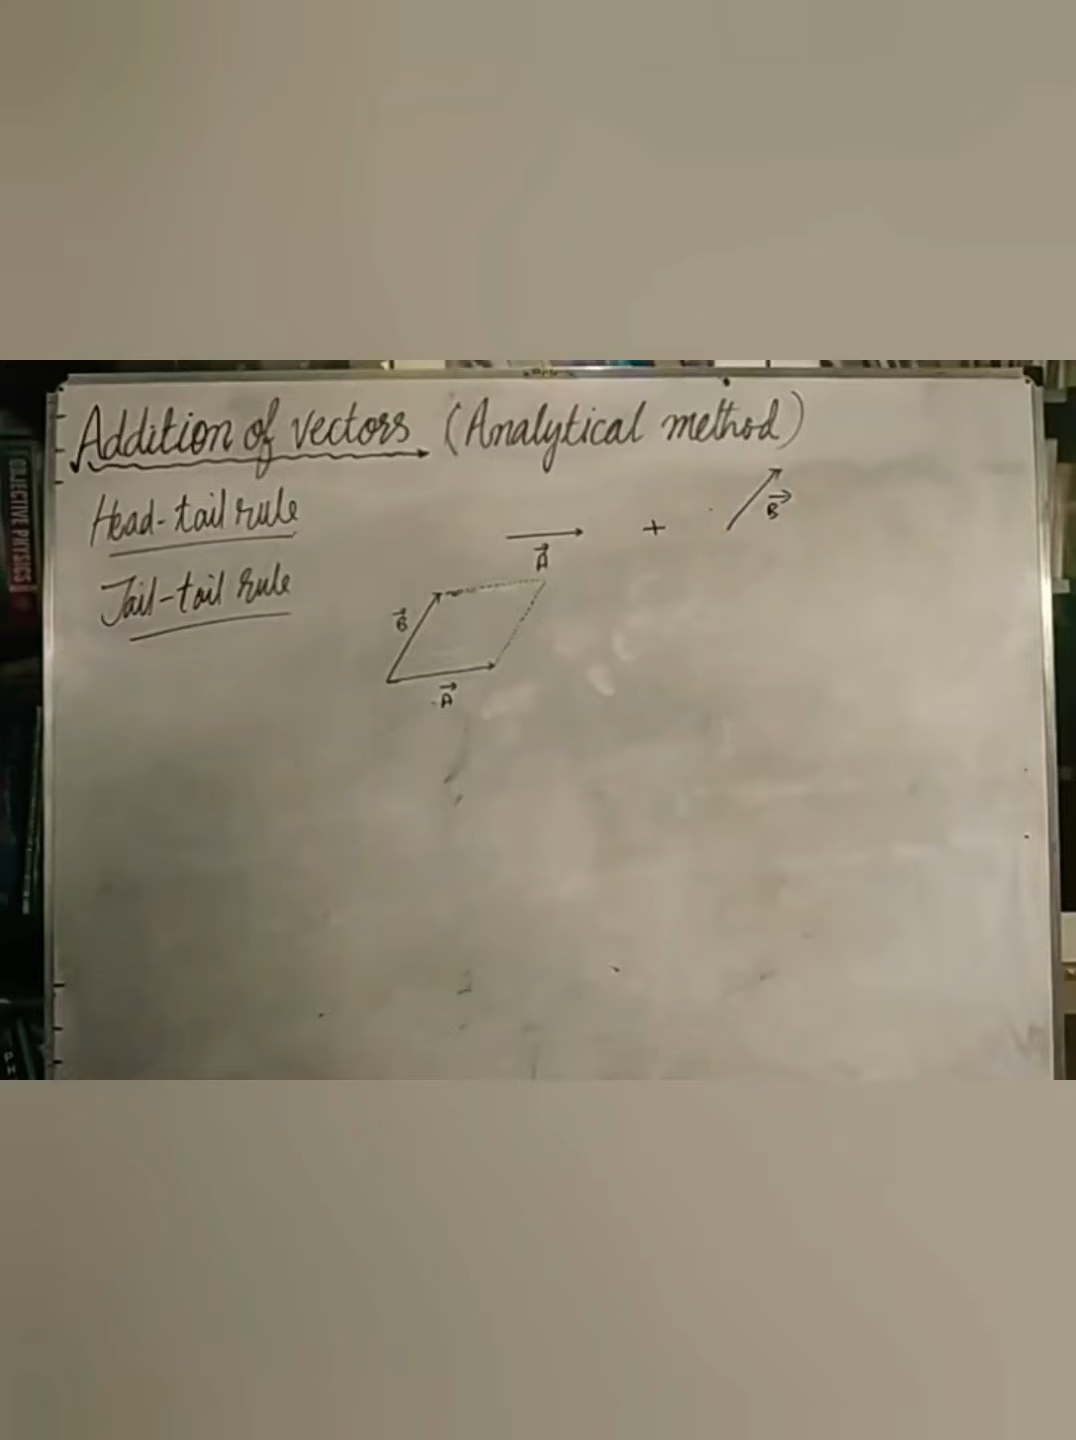 Addition of vectors (Analytical method)
Head-tail rule
Tail-tail rule
A + B
B
A
OBJECTIVE PHYSICS
P H